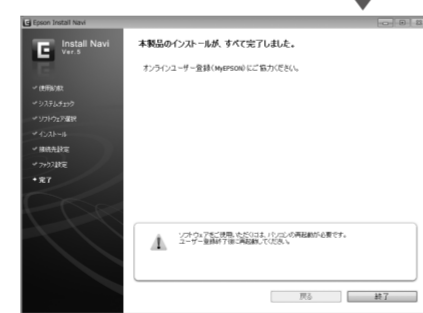 Epson Install Navi
Install Navi
Ver.5
本製品のインストールが、すべて完了しました。
オンラインユーザー登録(MyEPSON)にご協力ください。
使用許諾
システムチェック
ソフトウェア選択
インストール
接続先設定
ファクス設定
完了
ソフトウェアをご使用いただくには、パソコンの再起動が必要です。
ユーザー登録終了後に再起動してください。
戻る
終了